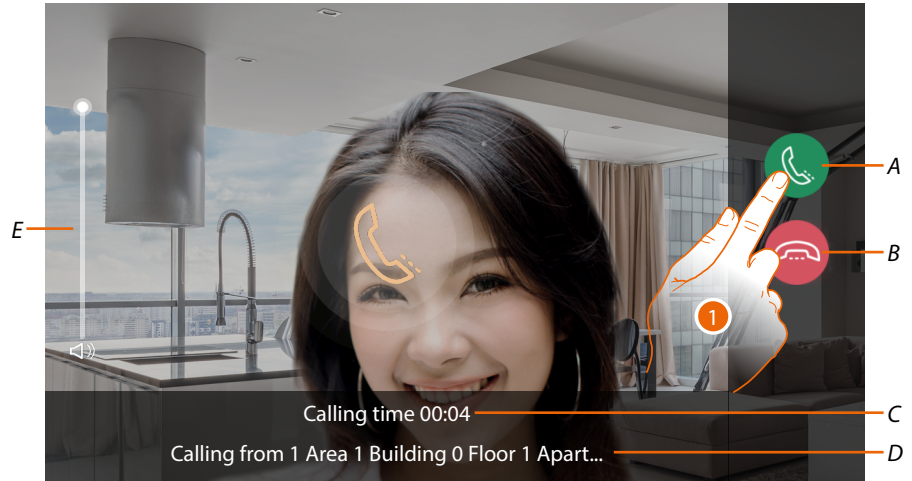 A
E
B
1
Calling time 00:04
C
Calling from 1 Area 1 Building 0 Floor 1 Apart...
D